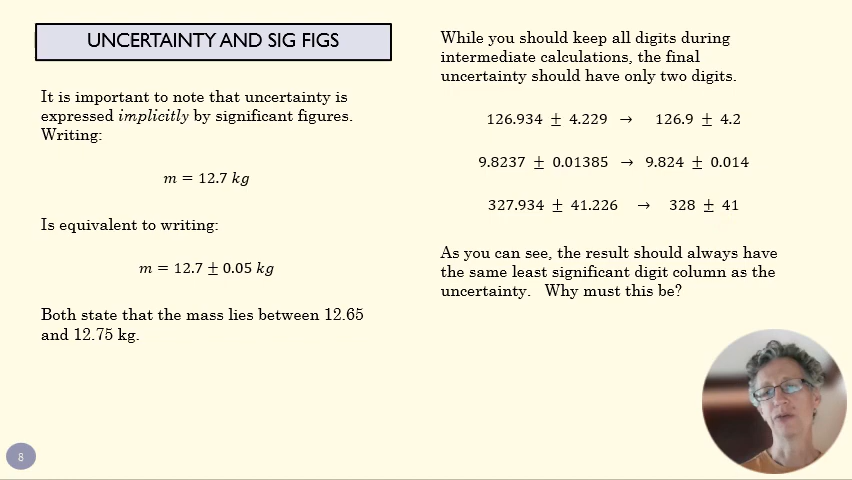 UNCERTAINTY AND SIG FIGS
It is important to note that uncertainty is
expressed implicitly by significant figures.
Writing:
m = 12.7 kg
Is equivalent to writing:
m = 12.7 ± 0.05 kg
Both state that the mass lies between 12.65
and 12.75 kg.
While you should keep all digits during
intermediate calculations, the final
uncertainty should have only two digits.
126.934 ± 4.229 → 126.9 ± 4.2
9.8237 ± 0.01385 → 9.824 ± 0.014
327.934 ± 41.226 → 328 ± 41
As you can see, the result should always have
the same least significant digit column as the
uncertainty. Why must this be?
8